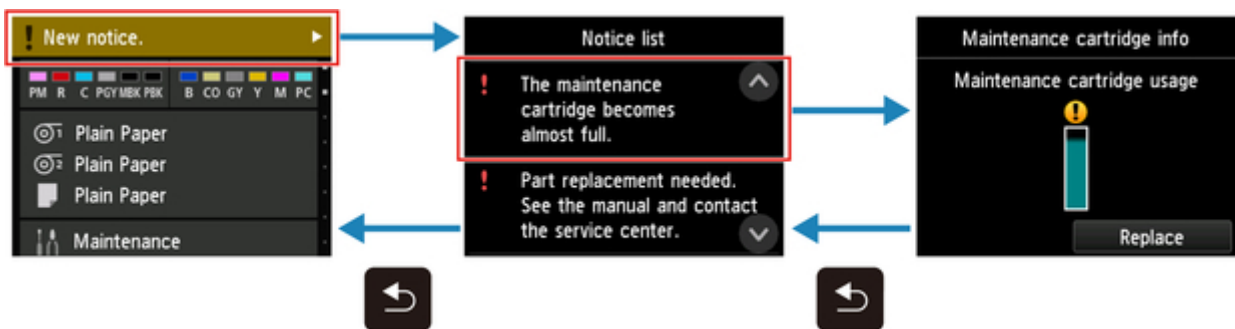 New notice.
PM R C PGY MBK PBK B CO GY Y M PC
1 Plain Paper
2 Plain Paper
Plain Paper
Maintenance
Notice list
! The maintenance
cartridge becomes
almost full.
! Part replacement needed.
See the manual and contact
the service center.
Maintenance cartridge info
Maintenance cartridge usage
!
Replace